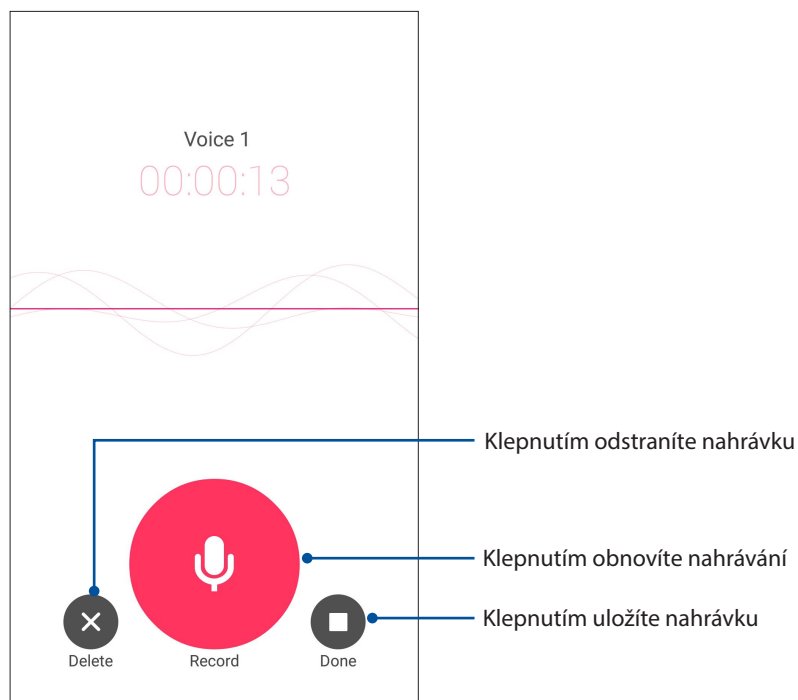 Voice 1
00:00:13
Klepnutím odstraníte nahrávku
Klepnutím obnovíte nahrávání
Klepnutím uložíte nahrávku
Delete
Record
Done